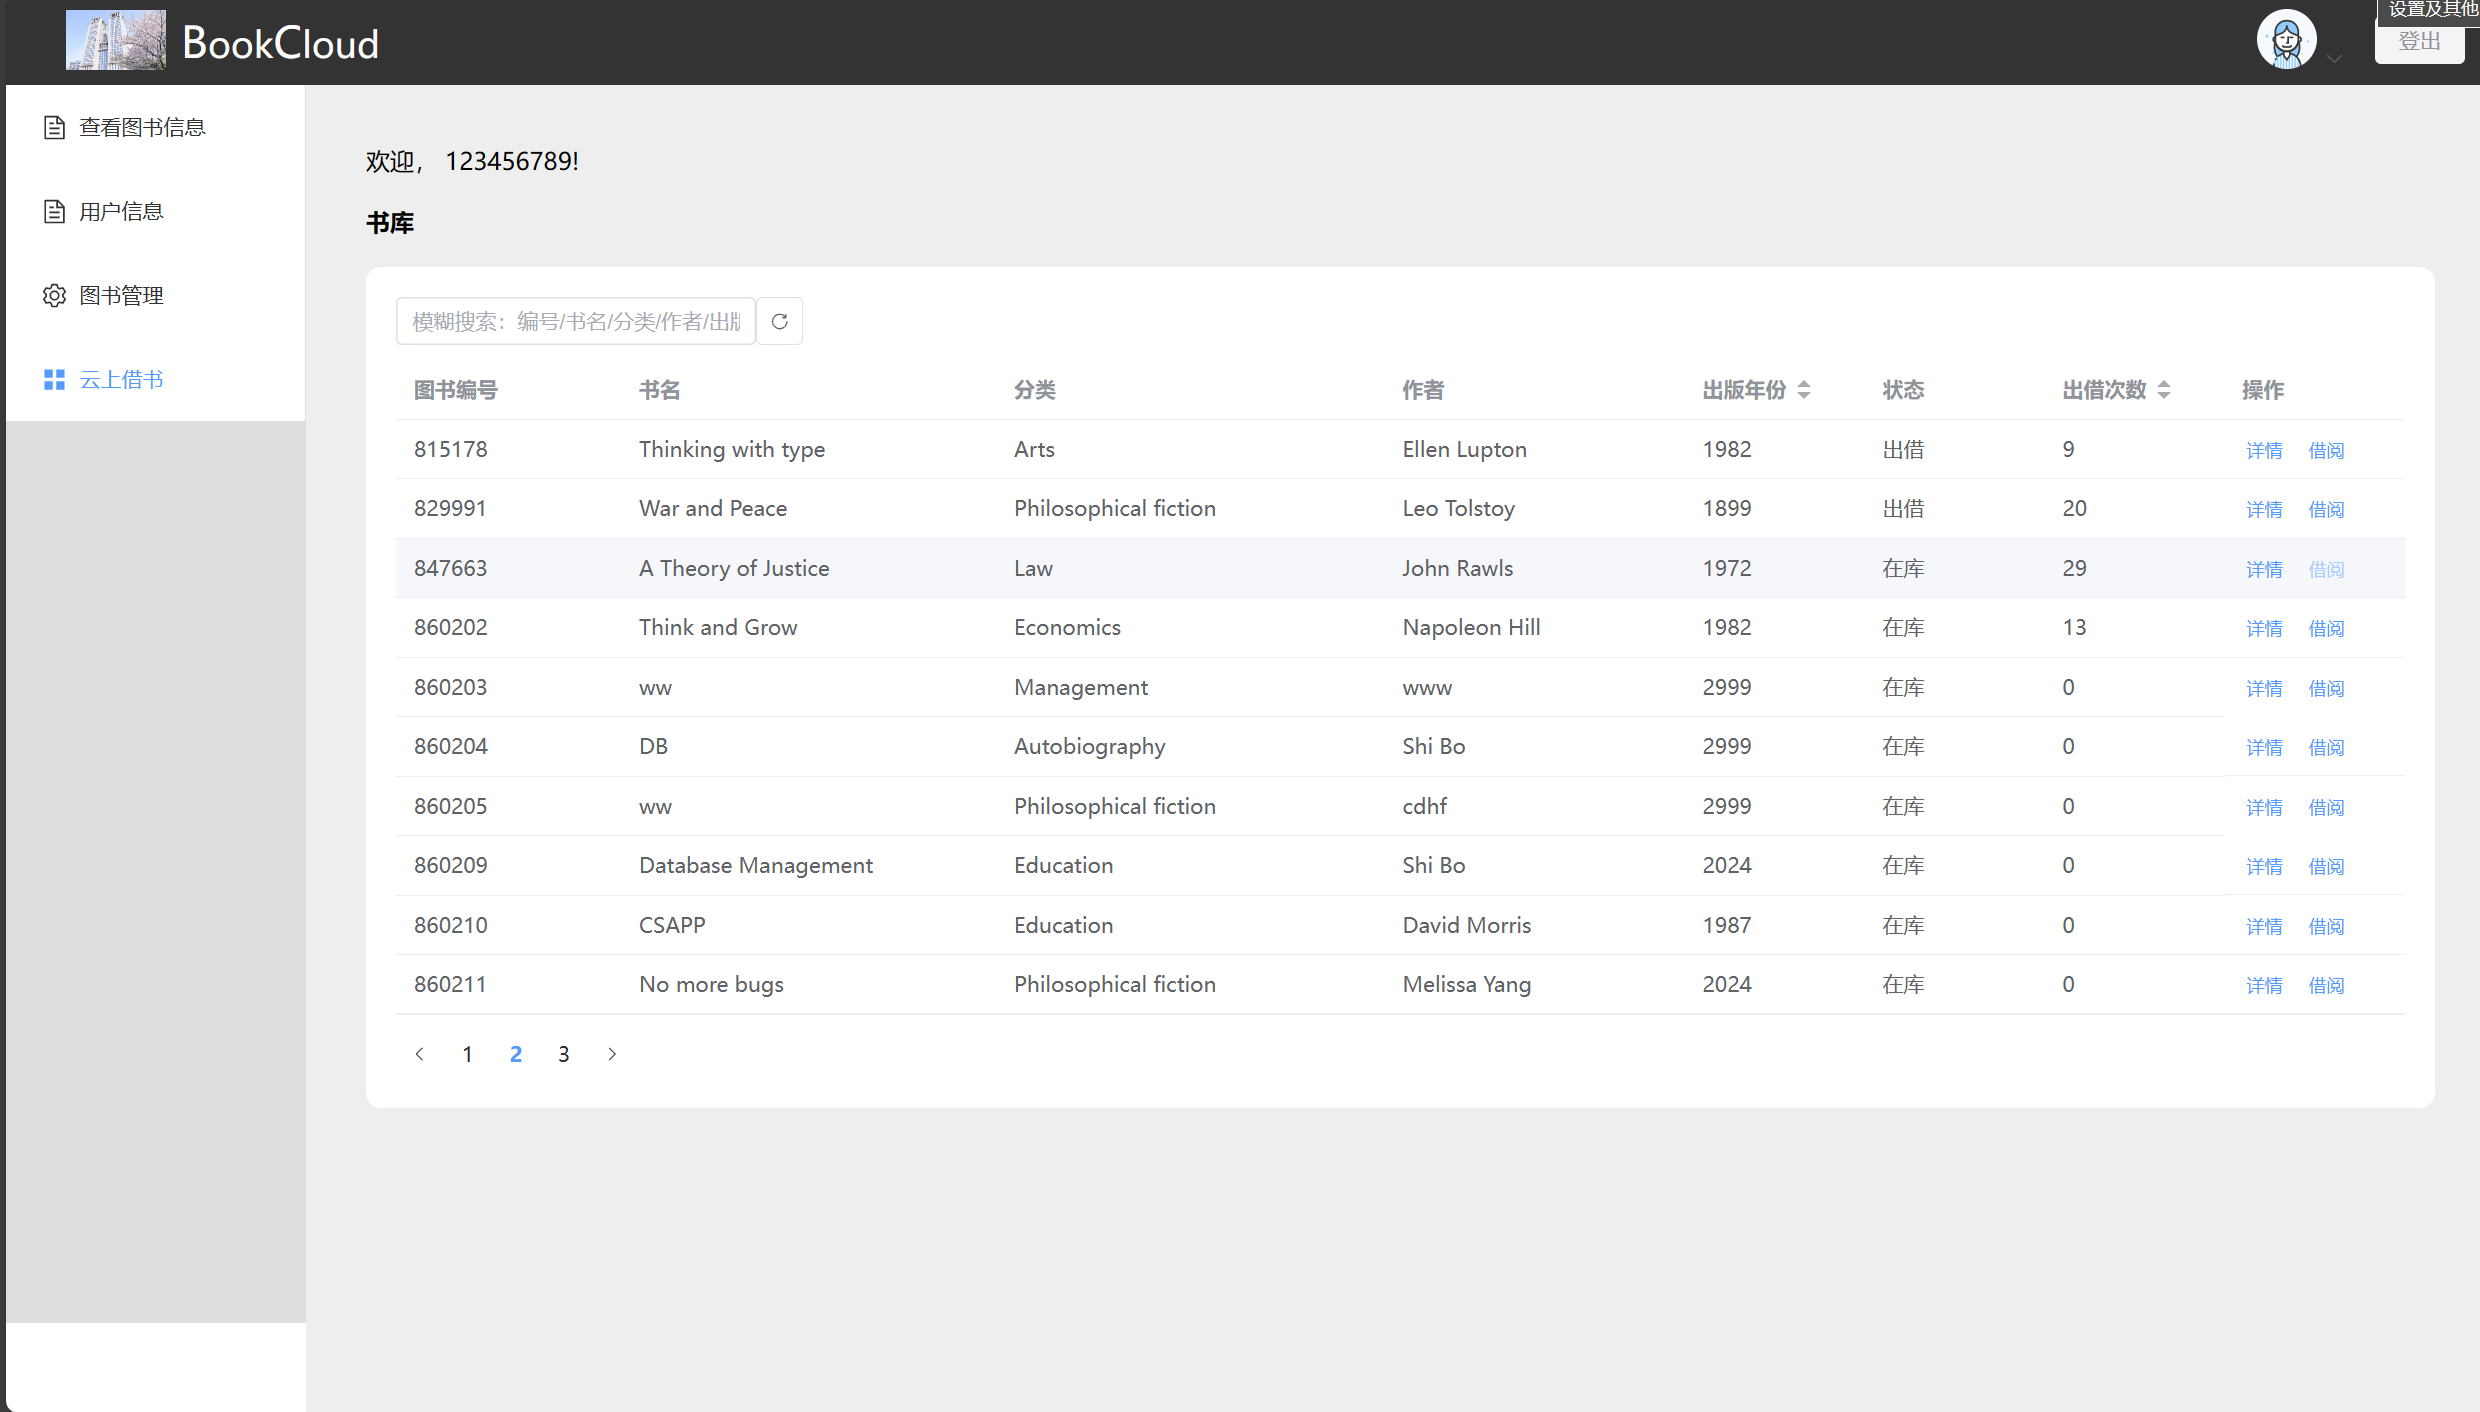 设置及其他
BookCloud
登出
查看图书信息
用户信息
图书管理
云上借书
欢迎， 123456789!
书库
模糊搜索：编号/书名/分类/作者/出版
图书编号 书名 分类 作者 出版年份 状态 出借次数 操作
815178 Thinking with type Arts Ellen Lupton 1982 出借 9 详情 借阅
829991 War and Peace Philosophical fiction Leo Tolstoy 1899 出借 20 详情 借阅
847663 A Theory of Justice Law John Rawls 1972 在库 29 详情 借阅
860202 Think and Grow Economics Napoleon Hill 1982 在库 13 详情 借阅
860203 ww Management www 2999 在库 0 详情 借阅
860204 DB Autobiography Shi Bo 2999 在库 0 详情 借阅
860205 ww Philosophical fiction cdhf 2999 在库 0 详情 借阅
860209 Database Management Education Shi Bo 2024 在库 0 详情 借阅
860210 CSAPP Education David Morris 1987 在库 0 详情 借阅
860211 No more bugs Philosophical fiction Melissa Yang 2024 在库 0 详情 借阅
1 2 3